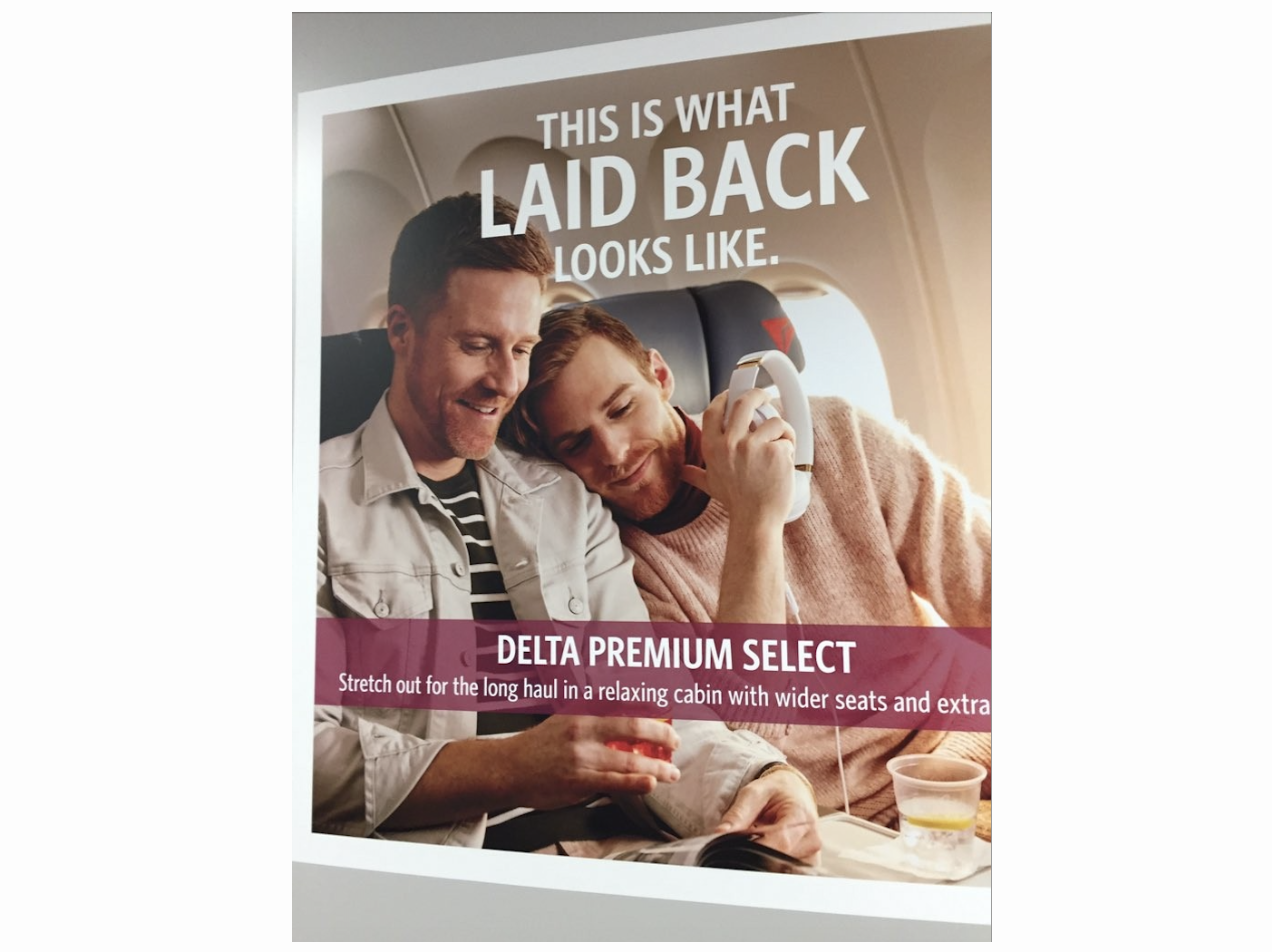 THIS IS WHAT
LAID BACK
LOOKS LIKE.
DELTA PREMIUM SELECT
Stretch out for the long haul in a relaxing cabin with wider seats and extra